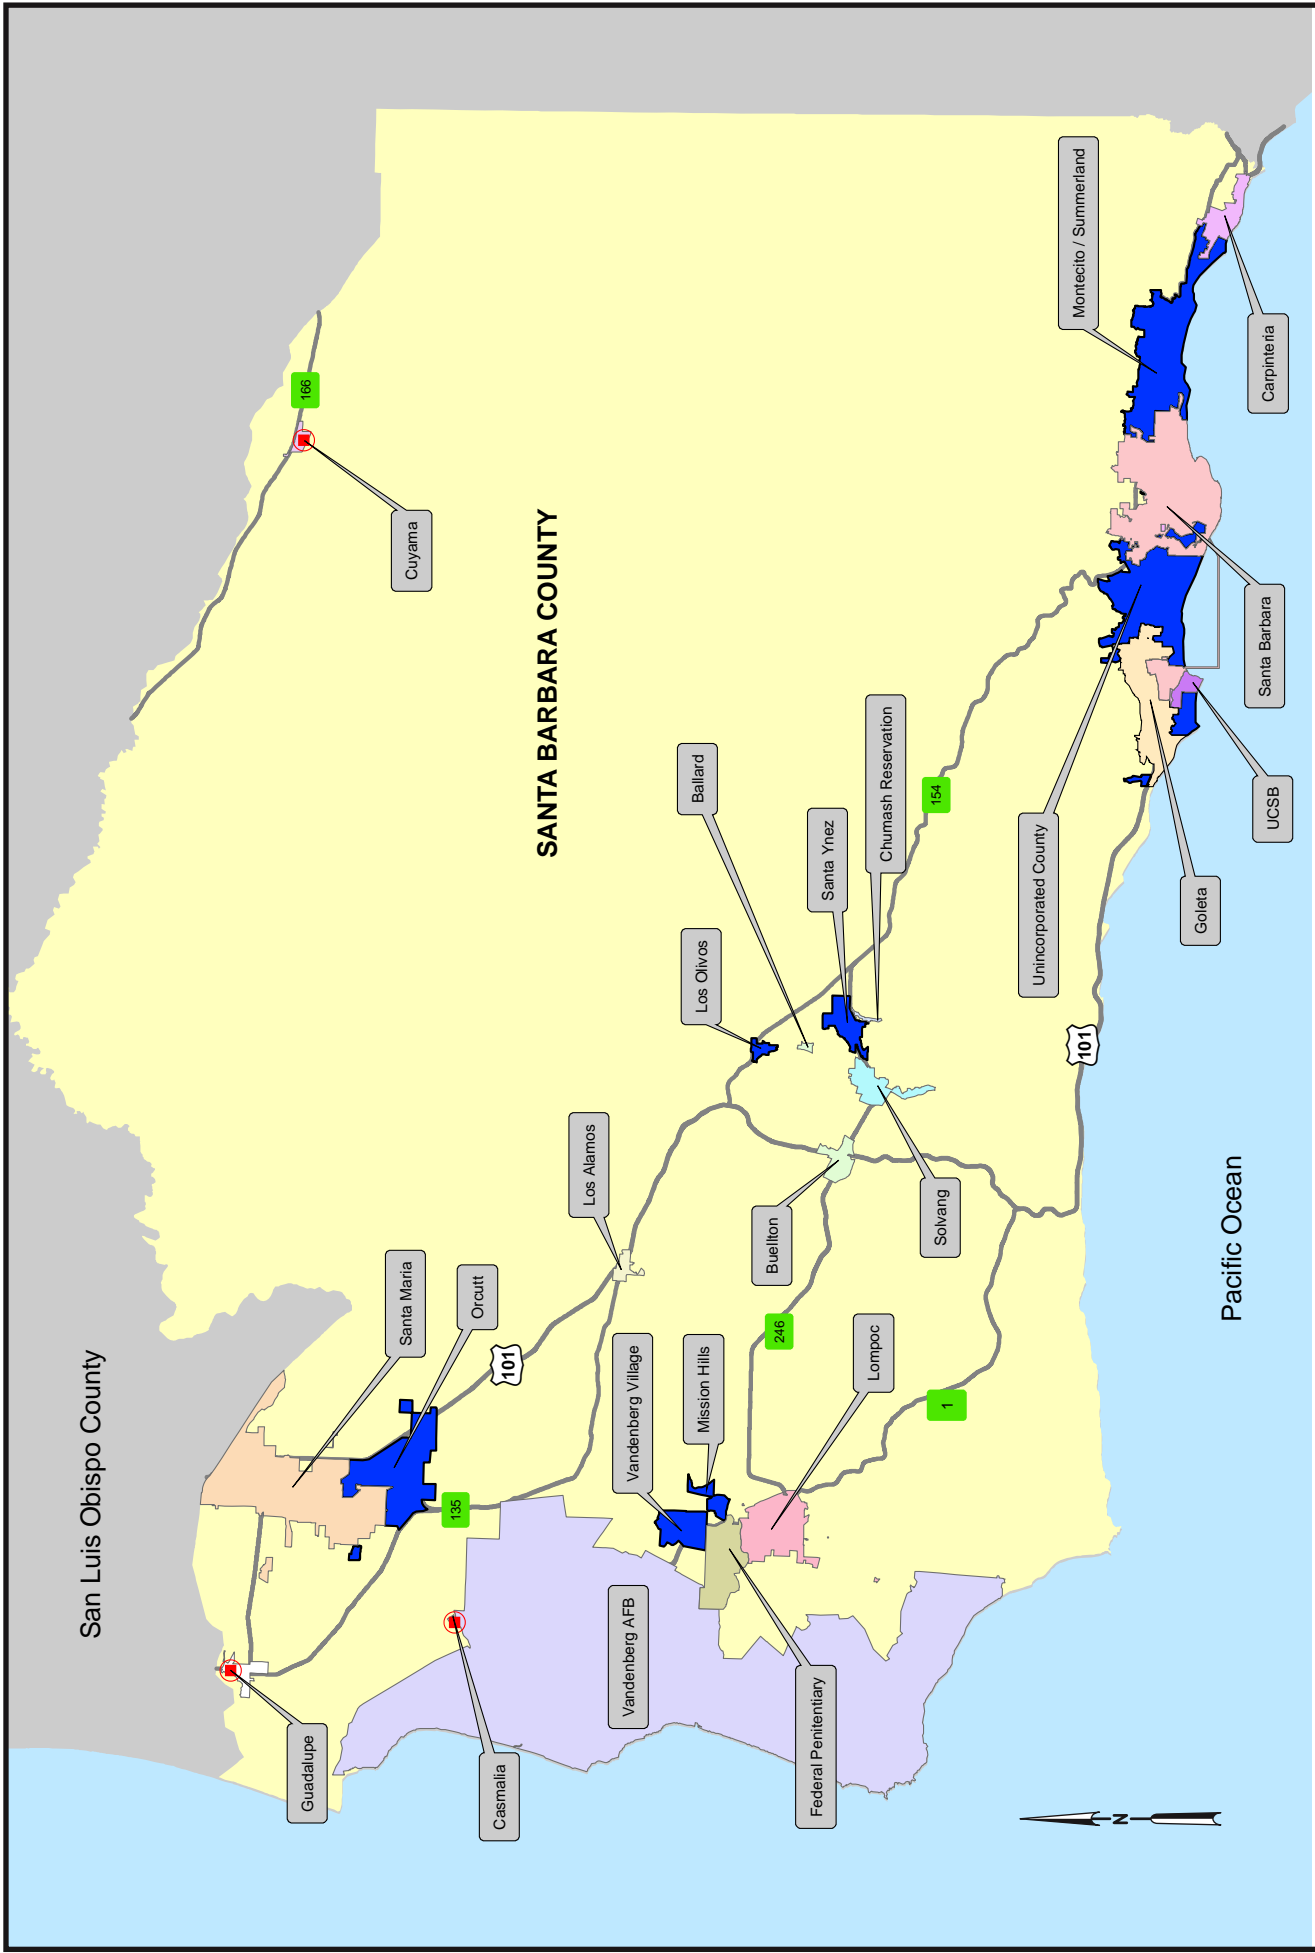 San Luis Obispo County
Guadalupe
Santa Maria
Orcutt
Cuyama
166
Casmalia
135
101
SANTA BARBARA COUNTY
Los Alamos
Vandenberg AFB
Vandenberg Village
Mission Hills
Los Olivos
Ballard
Buellton
246
Santa Ynez
Federal Penitentiary
Lompoc
Chumash Reservation
154
Solvang
1
Unincorporated County
Montecito / Summerland
101
N
Goleta
Pacific Ocean
UCSB
Santa Barbara
Carpinteria